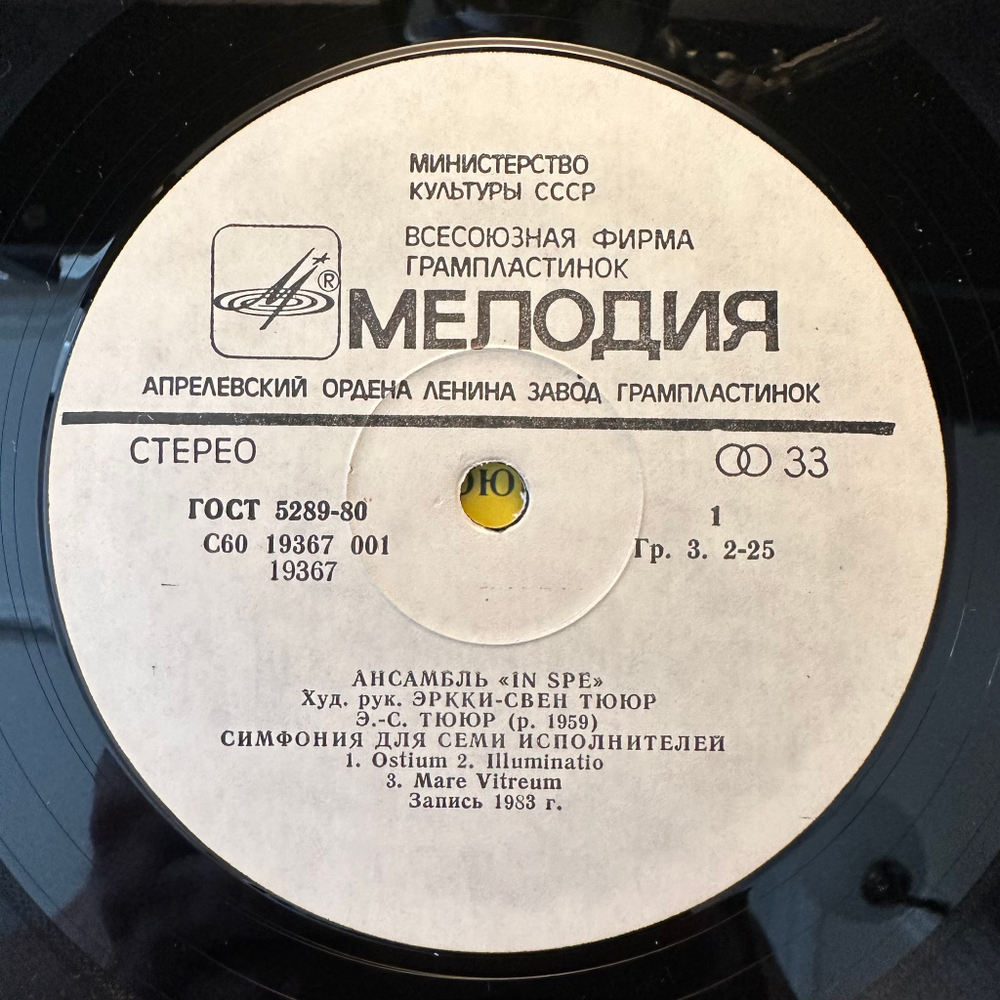 МИНИСТЕРСТВО
КУЛЬТУРЫ СССР
ВСЕСОЮЗНАЯ ФИРМА
ГРАМПЛАСТИНОК
®
МЕЛОДИЯ
АПРЕЛЕВСКИЙ ОРДЕНА ЛЕНИНА ЗАВОД ГРАМПЛАСТИНОК
СТЕРЕО
33
ГОСТ 5289-80
С60 19367 001
19367
1
Гр. 3. 2-25
АНСАМБЛЬ «IN SPE»
Худ. рук. ЭРККИ-СВЕН ТЮЮР
Э.-С. ТЮЮР (р. 1959)
СИМФОНИЯ ДЛЯ СЕМИ ИСПОЛНИТЕЛЕЙ
1. Ostium 2. Illuminatio
3. Mare Vitreum
Запись 1983 г.